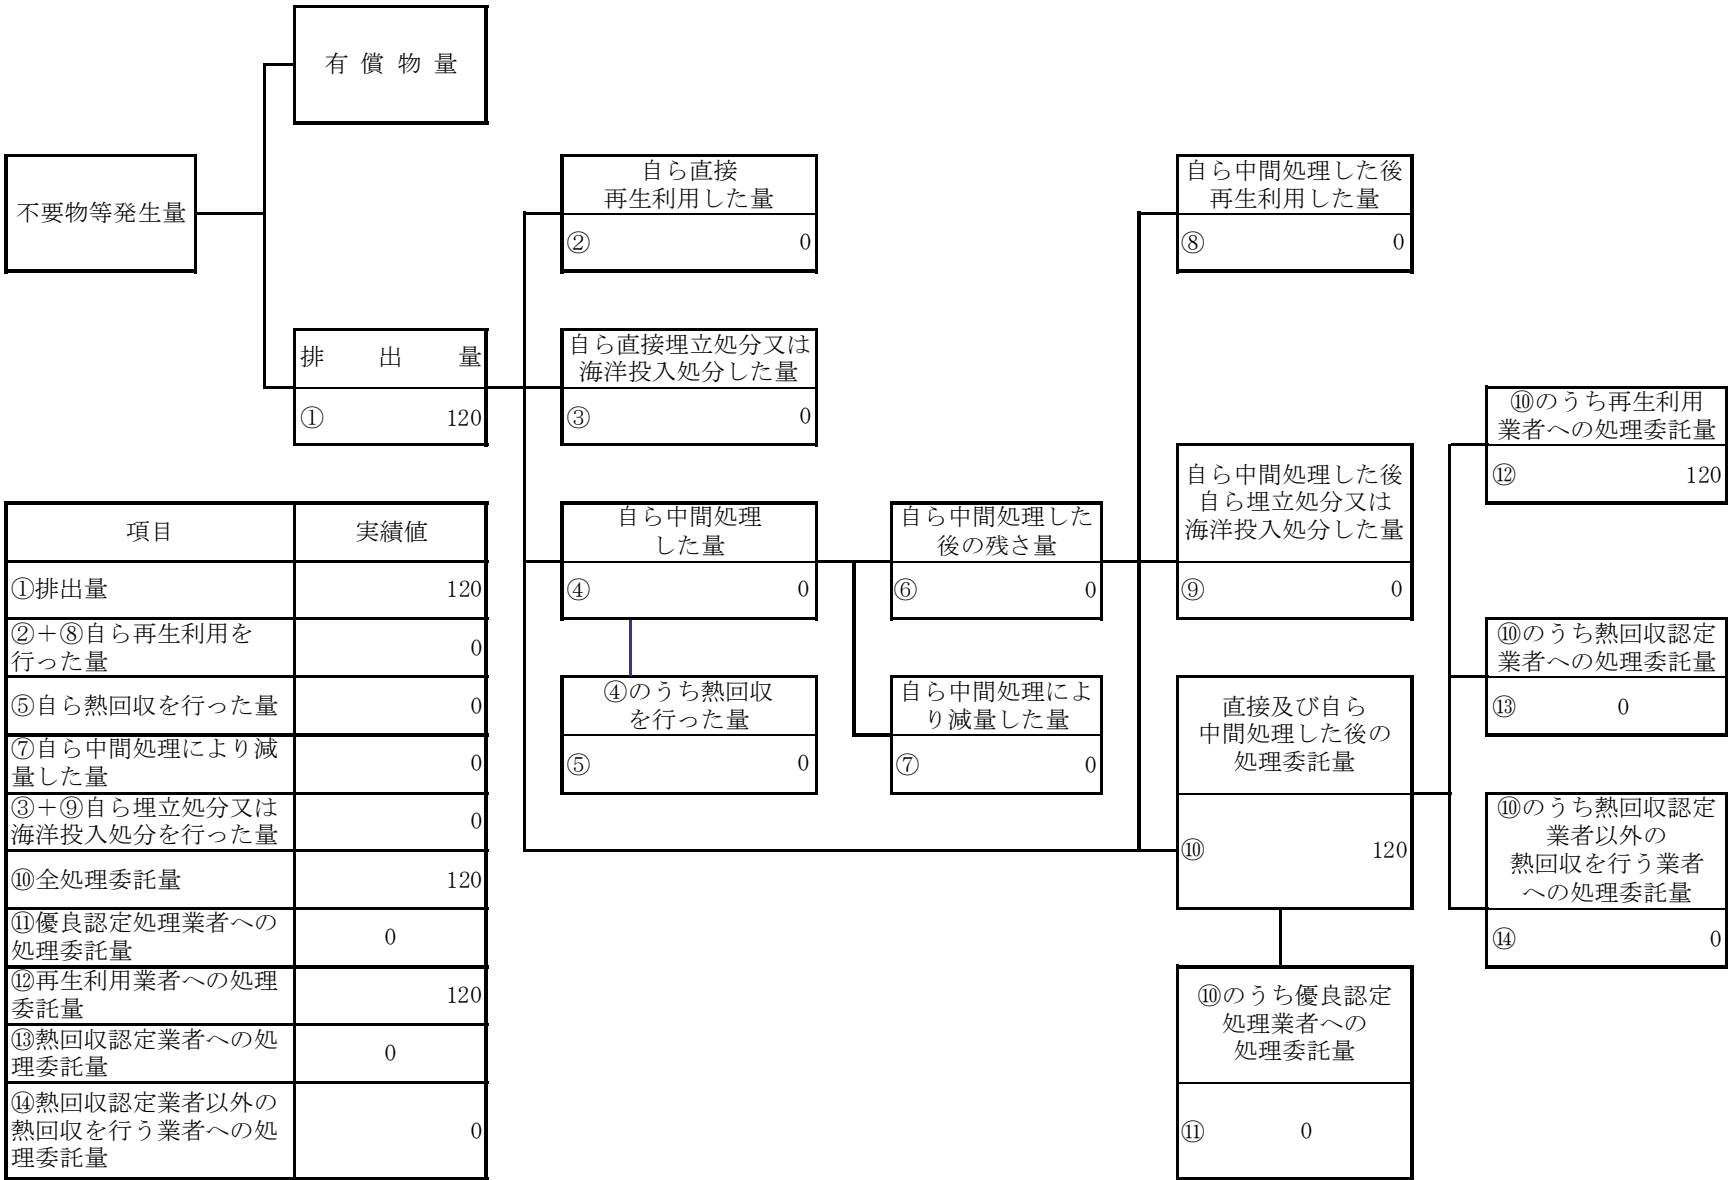 有償物量
不要物等発生量
自ら直接
再生利用した量
② 0
自ら中間処理した後
再生利用した量
⑧ 0
排出量
① 120
自ら直接埋立処分又は
海洋投入処分した量
③ 0
⑩のうち再生利用
業者への処理委託量
⑫ 120
自ら中間処理した後
自ら埋立処分又は
海洋投入処分した量
⑨ 0
自ら中間処理
した量
④ 0
自ら中間処理した
後の残さ量
⑥ 0
⑩のうち熱回収認定
業者への処理委託量
⑬ 0
④のうち熱回収
を行った量
⑤ 0
自ら中間処理によ
り減量した量
⑦ 0
直接及び自ら
中間処理した後の
処理委託量
⑩ 120
⑩のうち熱回収認定
業者以外の
熱回収を行う業者
への処理委託量
⑭ 0
⑩のうち優良認定
処理業者への
処理委託量
⑪ 0
項目 実績値
①排出量 120
②＋⑧自ら再生利用を
行った量 0
⑤自ら熱回収を行った量 0
⑦自ら中間処理により減
量した量 0
③＋⑨自ら埋立処分又は
海洋投入処分を行った量 0
⑩全処理委託量 120
⑪優良認定処理業者への
処理委託量 0
⑫再生利用業者への処理
委託量 120
⑬熱回収認定業者への処
理委託量 0
⑭熱回収認定業者以外の
熱回収を行う業者への処
理委託量 0